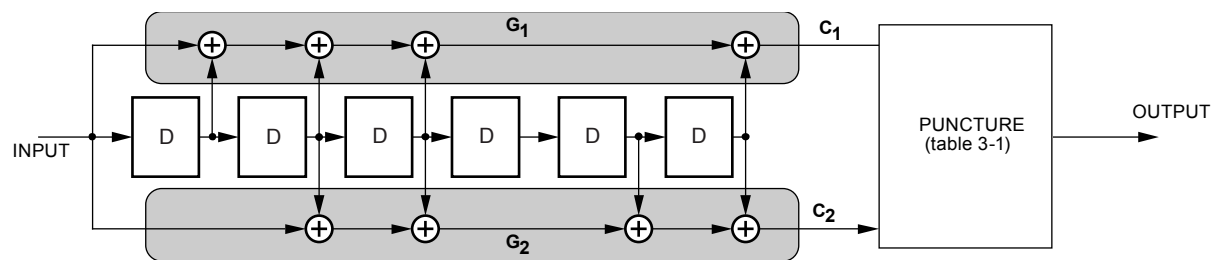 G1
C1
D D D D D D
INPUT
PUNCTURE
(table 3-1)
OUTPUT
G2
C2